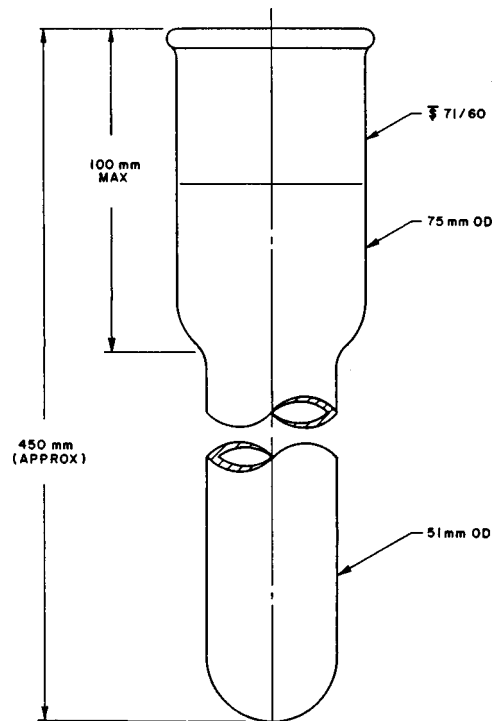 ⍕ 71/60
100 mm
MAX
75 mm OD
450 mm
(APPROX)
51 mm OD